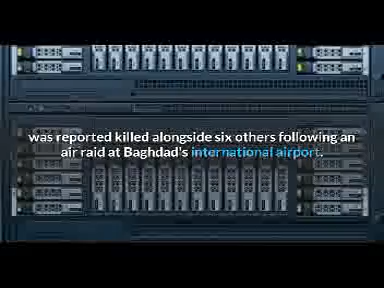 was reported killed alongside six others following an
air raid at Baghdad's international airport.